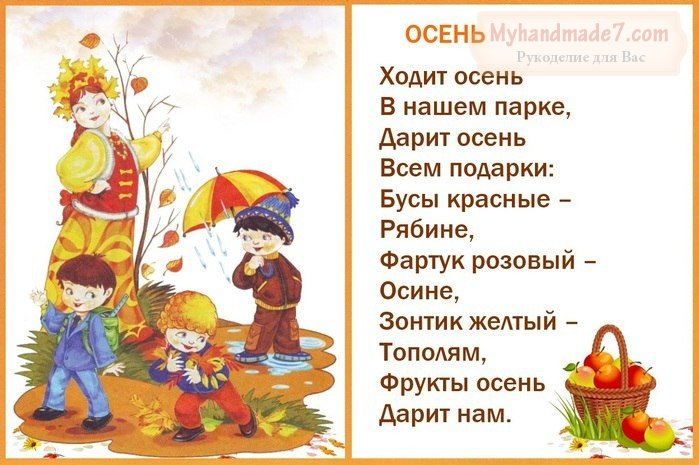 ОСЕНЬ
Myhandmade7.com
Рукоделие для Вас
Ходит осень
В нашем парке,
Дарит осень
Всем подарки:
Бусы красные –
Рябине,
Фартук розовый –
Осине,
Зонтик желтый –
Тополям,
Фрукты осень
Дарит нам.